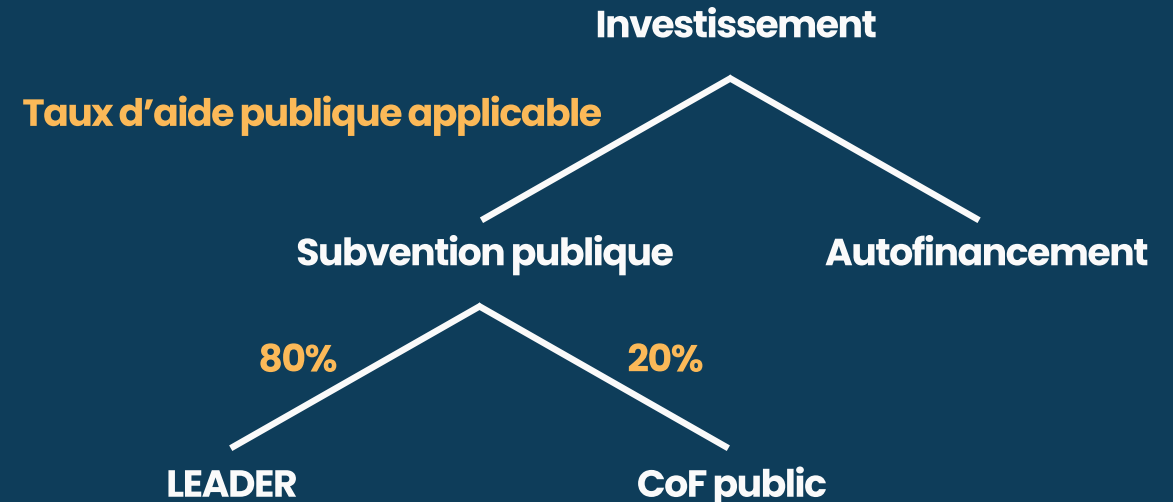 Investissement
Taux d’aide publique applicable
Subvention publique
Autofinancement
80%
20%
LEADER
CoF public